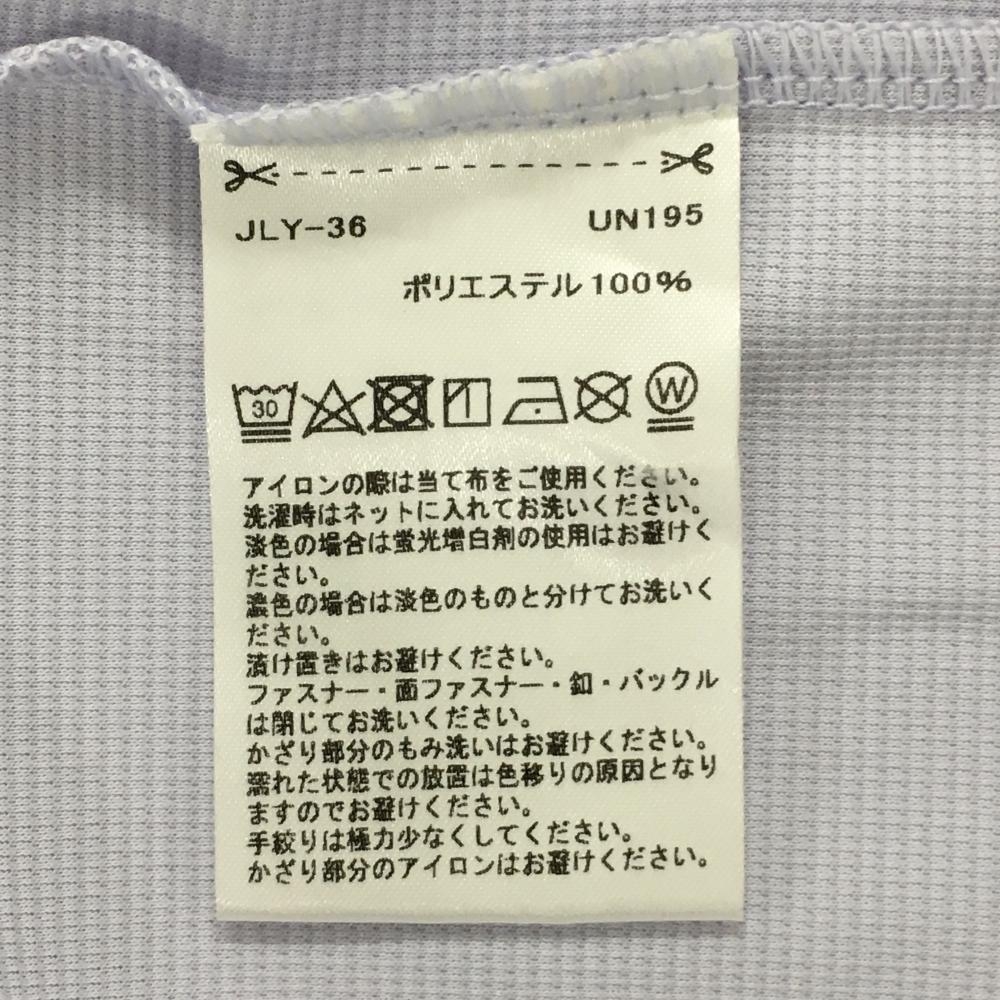 JLY-36 UN195
ポリエステル100%
30 W
アイロンの際は当て布をご使用ください。
洗濯時はネットに入れてお洗いください。
淡色の場合は蛍光増白剤の使用はお避けく
ださい。
濃色の場合は淡色のものと分けてお洗いく
ださい。
漬け置きはお避けください。
ファスナー・面ファスナー・釦・バックル
は閉じてお洗いください。
かざり部分のもみ洗いはお避けください。
濡れた状態での放置は色移りの原因となり
ますのでお避けください。
手絞りは極力少なくしてください。
かざり部分のアイロンはお避けください。